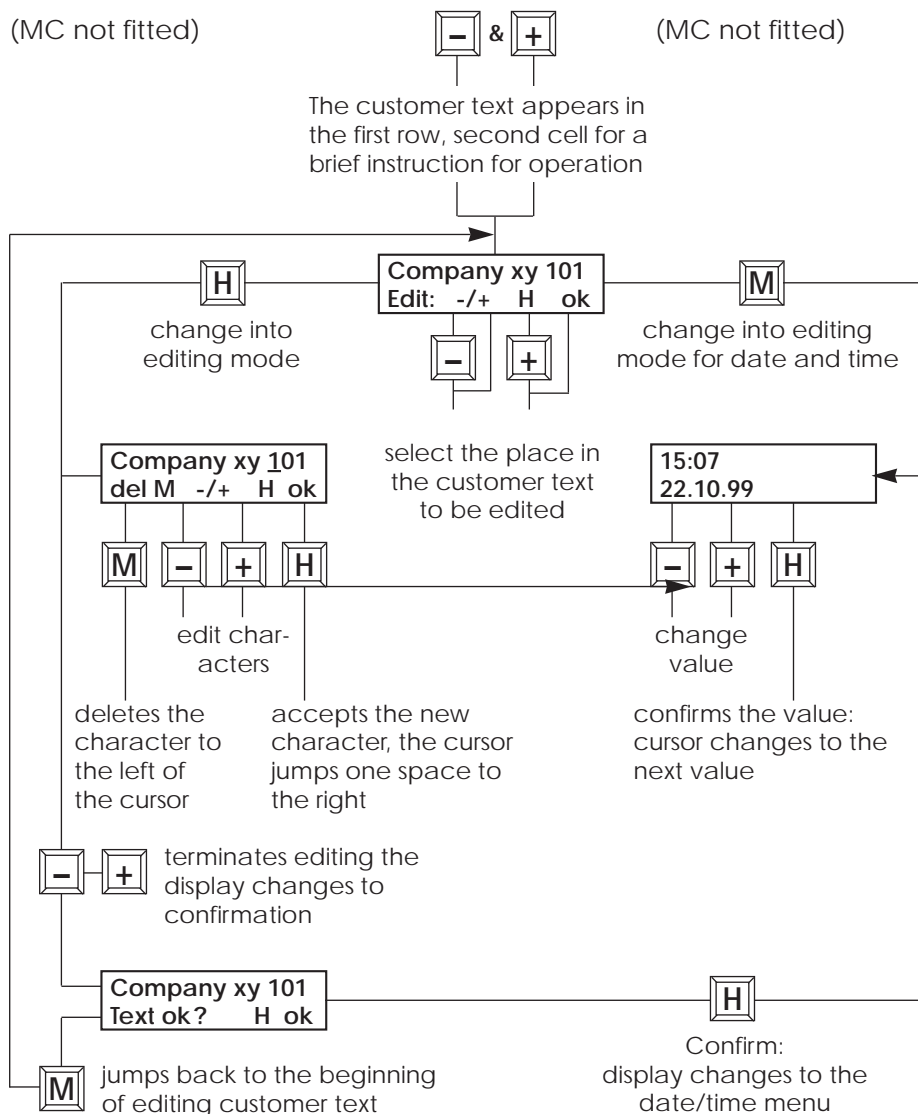 (MC not fitted)
- & +
(MC not fitted)
The customer text appears in
the first row, second cell for a
brief instruction for operation
H
Company xy 101
Edit: -/+ H ok
M
change into
editing mode
- +
change into editing
mode for date and time
Company xy 101
del M -/+ H ok
select the place in
the customer text
to be edited
15:07
22.10.99
M - + H
- + H
edit char-
acters
change
value
deletes the
character to
the left of
the cursor
accepts the new
character, the cursor
jumps one space to
the right
confirms the value:
cursor changes to the
next value
- +
terminates editing the
display changes to
confirmation
Company xy 101
Text ok? H ok
H
M
jumps back to the beginning
of editing customer text
Confirm:
display changes to the
date/time menu